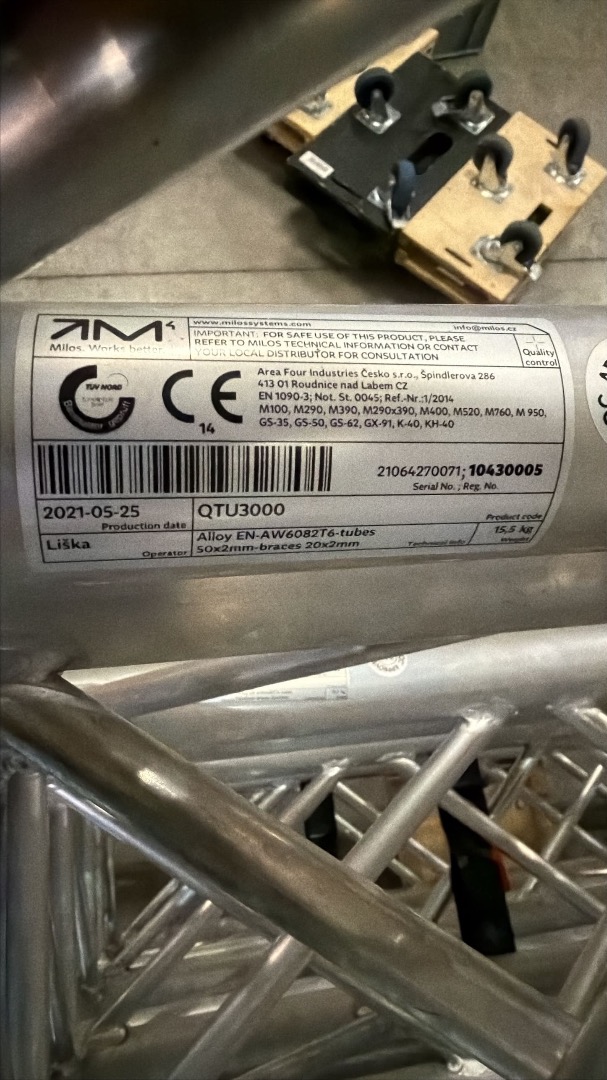 M⁴
Milos. Works better.
www.milossystems.com
info@milos.cz
IMPORTANT: FOR SAFE USE OF THIS PRODUCT, PLEASE
REFER TO MILOS TECHNICAL INFORMATION OR CONTACT
YOUR LOCAL DISTRIBUTOR FOR CONSULTATION
Quality
control
TÜV NORD
CE
14
Area Four Industries Česko s.r.o., Špindlerova 286
413 01 Roudnice nad Labem CZ
EN 1090-3; Not. St. 0045; Ref.-Nr.:1/2014
M100, M290, M390, M290x390, M400, M520, M760, M 950,
GS-35, GS-50, GS-62, GX-91, K-40, KH-40
21064270071; 10430005
Serial No.; Reg. No.
2021-05-25
Production date
QTU3000
Product code
Liška
Operator
Alloy EN-AW6082T6-tubes
50x2mm-braces 20x2mm
Technical info
15,5 kg
Weight